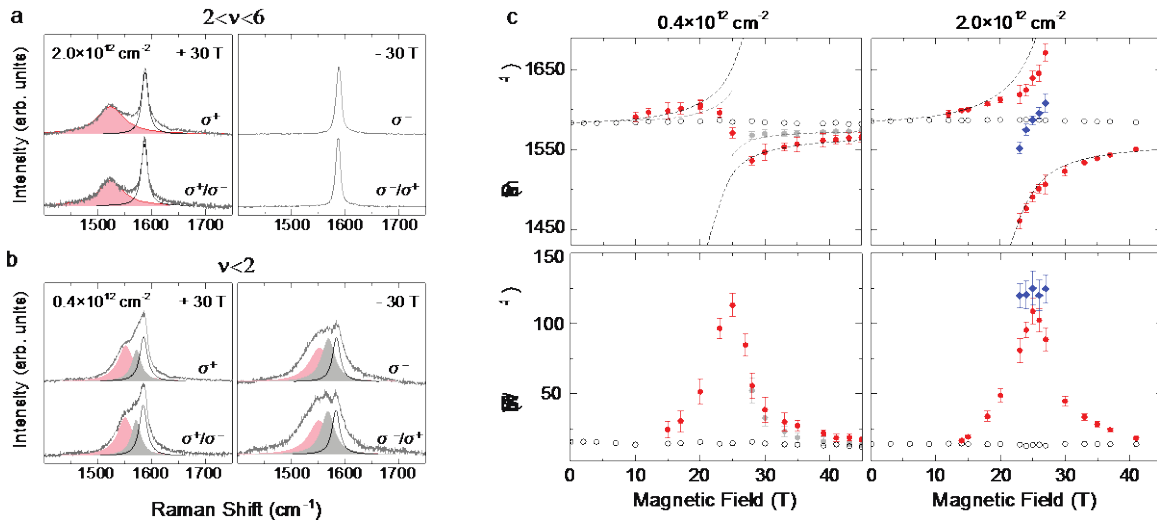 a
2<ν<6
2.0×10¹² cm⁻²
+ 30 T
- 30 T
σ⁺
σ⁻
σ⁺/σ⁻
σ⁻/σ⁺
Intensity (arb. units)
1500 1600 1700 1500 1600 1700
b
ν<2
0.4×10¹² cm⁻²
+ 30 T
- 30 T
σ⁺
σ⁻
σ⁺/σ⁻
σ⁻/σ⁺
Intensity (arb. units)
1500 1600 1700 1500 1600 1700
Raman Shift (cm⁻¹)
c
0.4×10¹² cm⁻²
2.0×10¹² cm⁻²
1650
1550
1450
150
100
50
0 10 20 30 40 0 10 20 30 40
Magnetic Field (T)
Magnetic Field (T)